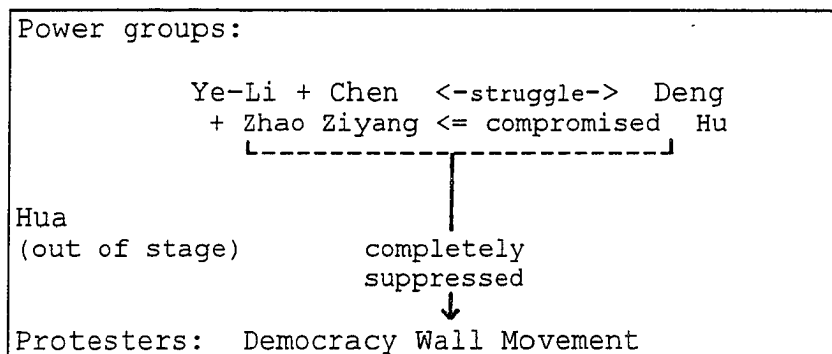 Power groups:
Ye-Li + Chen <-struggle-> Deng
+ Zhao Ziyang <= compromised Hu
Hua
(out of stage) completely
suppressed
Protesters: Democracy Wall Movement